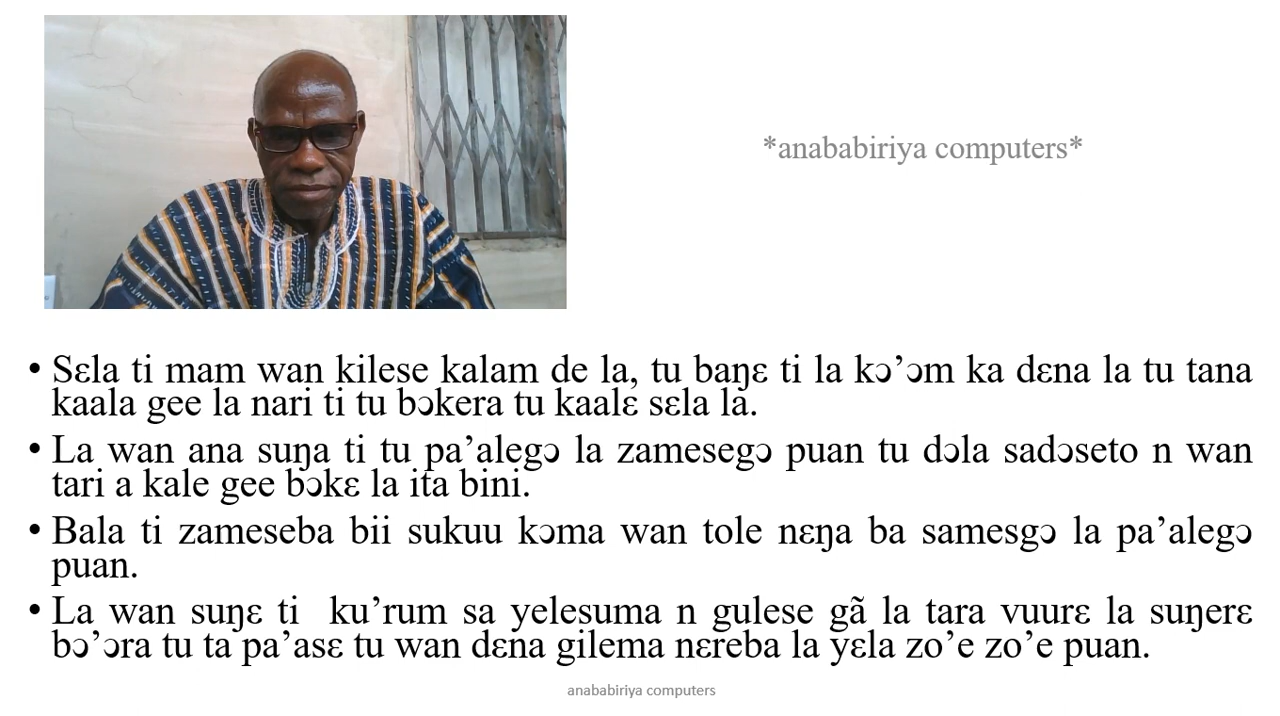 *anababiriya computers*
• Sɛla ti mam wan kilese kalam de la, tu baŋɛ ti la kɔ’ɔm ka dɛna la tu tana
kaala gee la nari ti tu bɔkera tu kaalɛ sɛla la.
• La wan ana suŋa ti tu pa’alegɔ la zamesegɔ puan tu dɔla sadɔseto n wan
tari a kale gee bɔkɛ la ita bini.
• Bala ti zameseba bii sukuu kɔma wan tole nɛŋa ba samesgɔ la pa’alegɔ
puan.
• La wan suŋɛ ti  ku’rum sa yelesuma n gulese gã la tara vuurɛ la suŋerɛ
bɔ’ɔra tu ta pa’asɛ tu wan dɛna gilema nɛreba la yɛla zo’e zo’e puan.
anababiriya computers